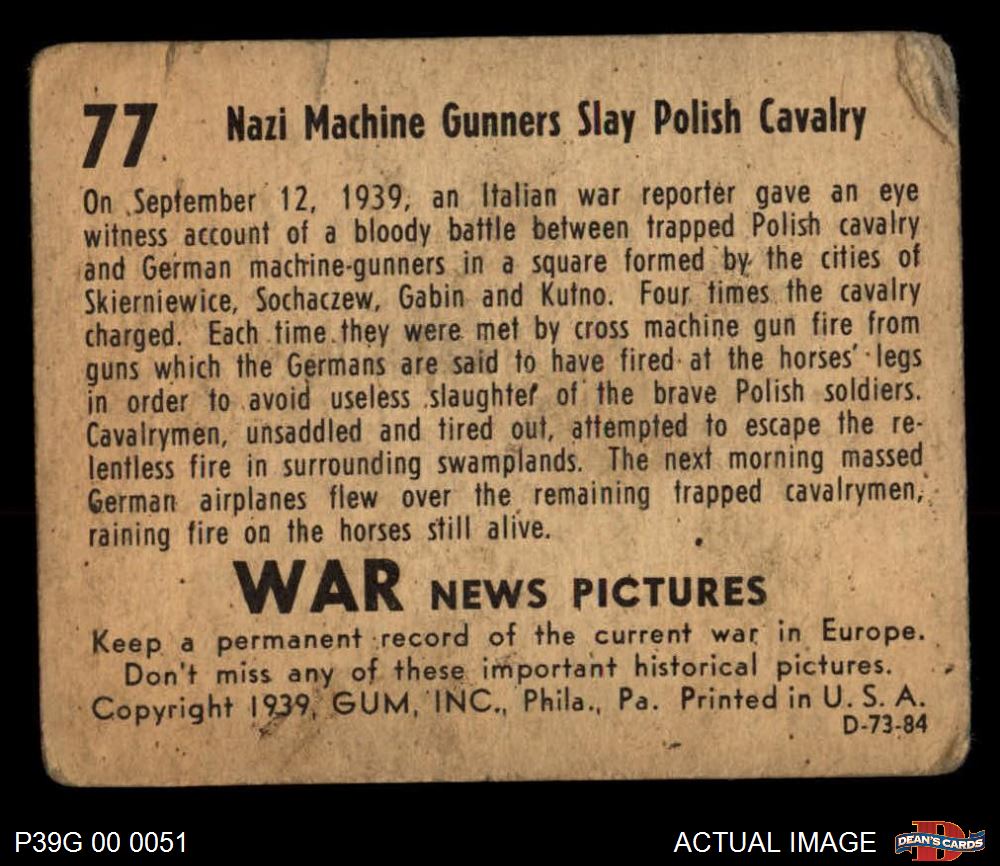 77 Nazi Machine Gunners Slay Polish Cavalry
On September 12, 1939, an Italian war reporter gave an eye
witness account of a bloody battle between trapped Polish cavalry
and German machine-gunners in a square formed by the cities of
Skierniewice, Sochaczew, Gabin and Kutno. Four times the cavalry
charged. Each time they were met by cross machine gun fire from
guns which the Germans are said to have fired at the horses' legs
in order to avoid useless slaughter of the brave Polish soldiers.
Cavalrymen, unsaddled and tired out, attempted to escape the re-
lentless fire in surrounding swamplands. The next morning massed
German airplanes flew over the remaining trapped cavalrymen,
raining fire on the horses still alive.
WAR NEWS PICTURES
Keep a permanent record of the current war in Europe.
Don't miss any of these important historical pictures.
Copyright 1939, GUM, INC., Phila., Pa. Printed in U. S. A.
D-73-84
P39G 00 0051 ACTUAL IMAGE DEAN'S CARDS